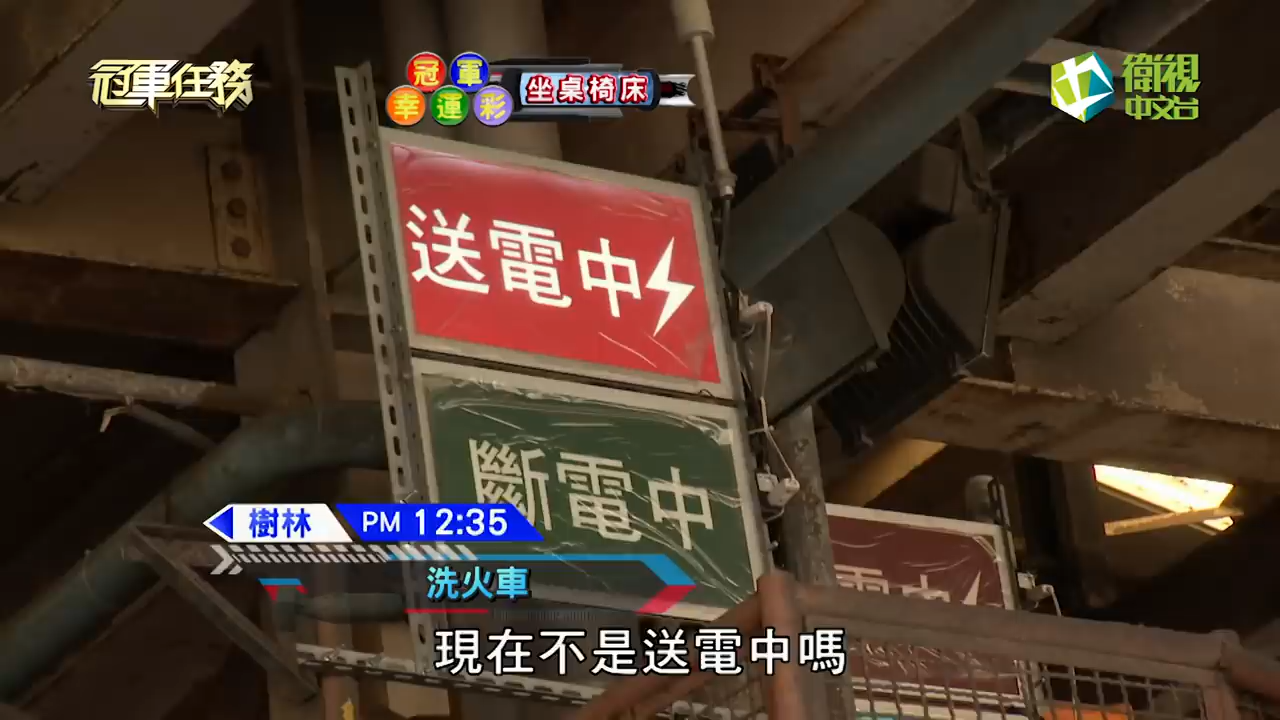 冠軍任務
冠軍
幸運彩
坐桌椅床
衛視
中文台
送電中
斷電中
電中
樹林
PM 12:35
洗火車
現在不是送電中嗎